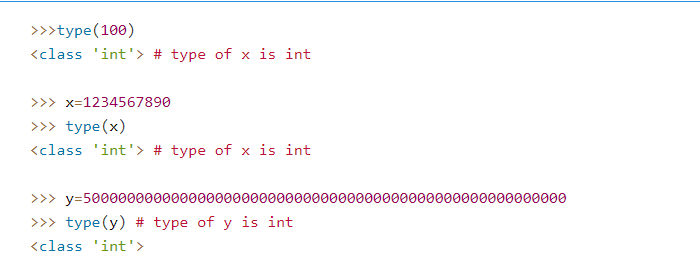 >>>type(100)
<class 'int'> # type of x is int
>>> x=1234567890
>>> type(x)
<class 'int'> # type of x is int
>>> y=5000000000000000000000000000000000000000000000000000000
>>> type(y) # type of y is int
<class 'int'>